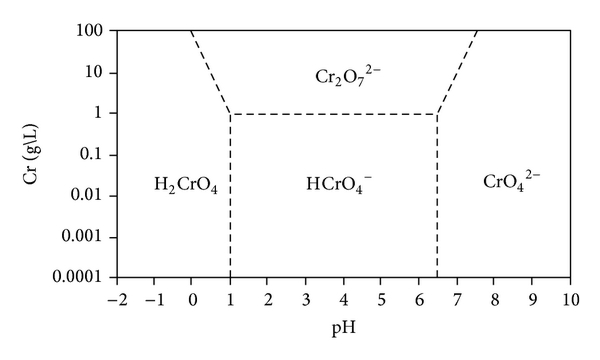 100
10
1
0.1
0.01
0.001
0.0001
Cr (g\L)
Cr₂O₇²⁻
H₂CrO₄
HCrO₄⁻
CrO₄²⁻
−2 −1 0 1 2 3 4 5 6 7 8 9 10
pH